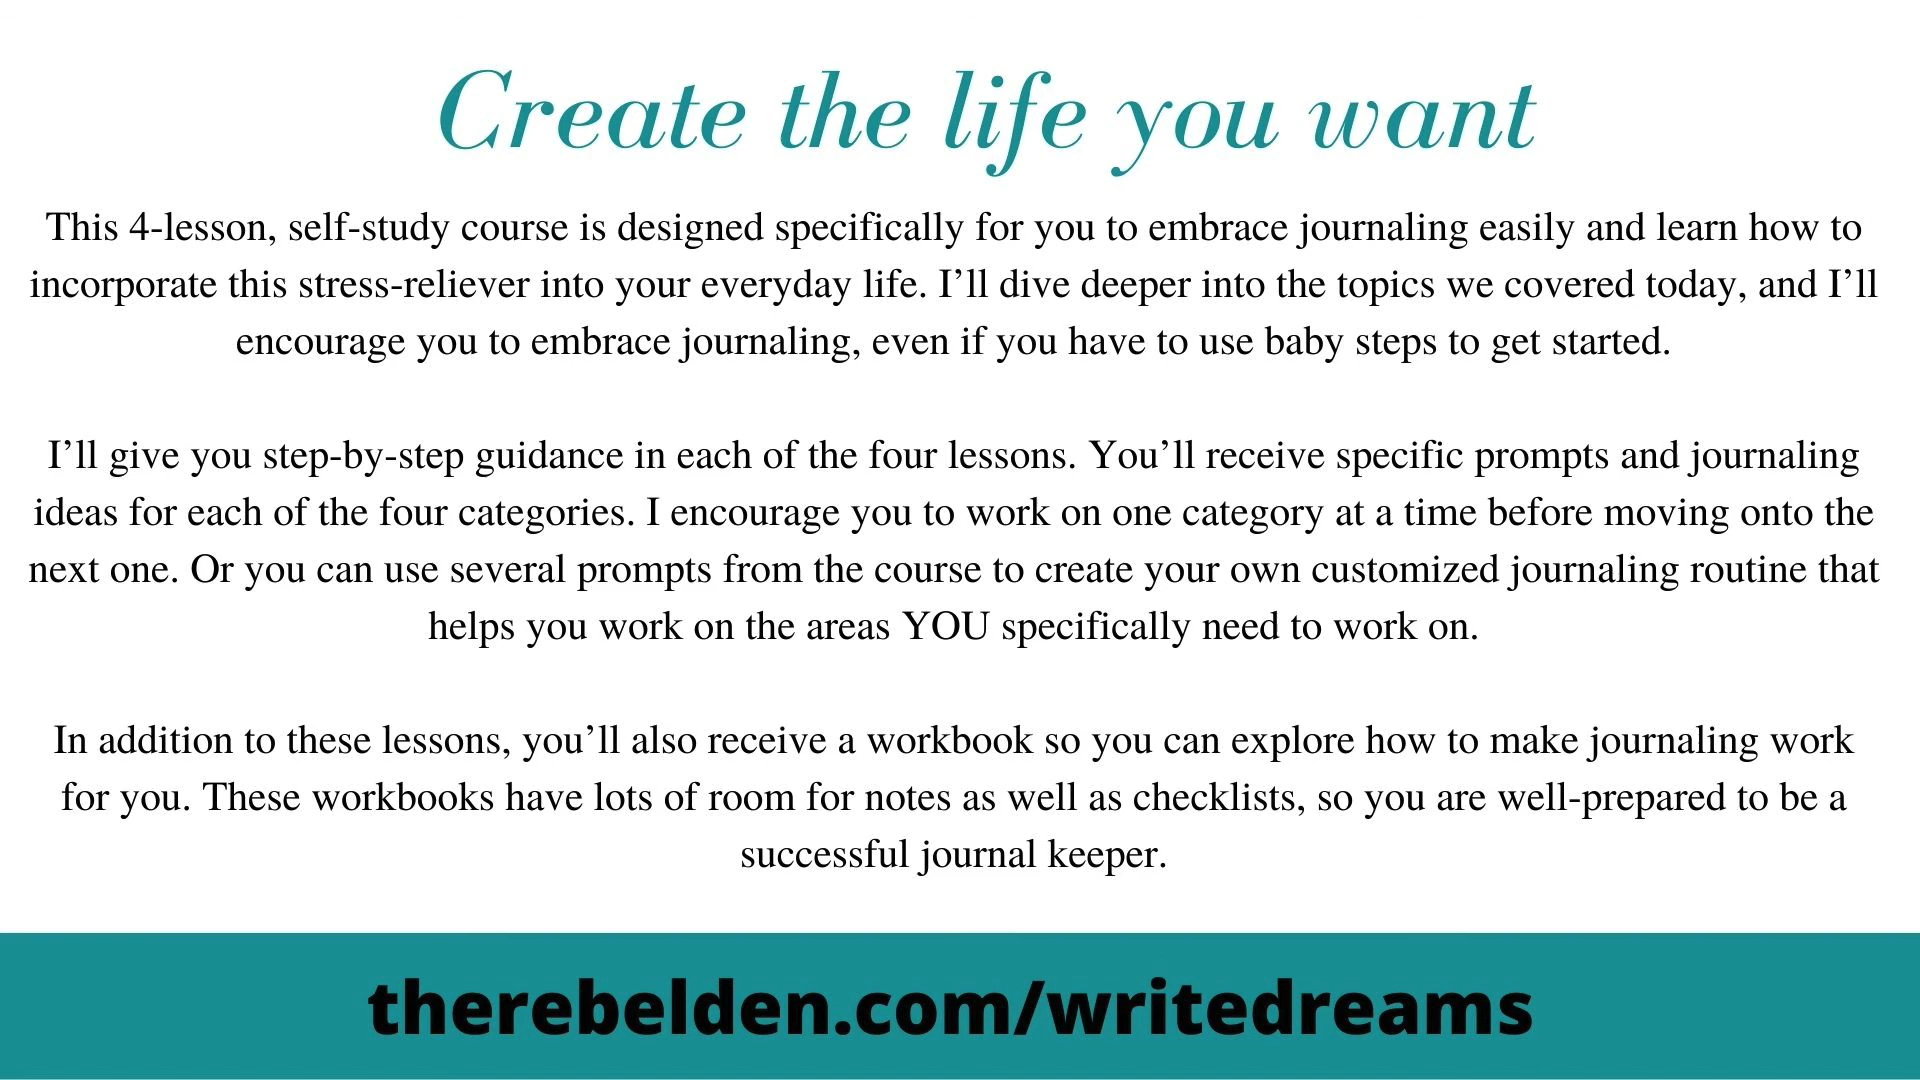 Create the life you want
This 4-lesson, self-study course is designed specifically for you to embrace journaling easily and learn how to
incorporate this stress-reliever into your everyday life. I’ll dive deeper into the topics we covered today, and I’ll
encourage you to embrace journaling, even if you have to use baby steps to get started.
I’ll give you step-by-step guidance in each of the four lessons. You’ll receive specific prompts and journaling
ideas for each of the four categories. I encourage you to work on one category at a time before moving onto the
next one. Or you can use several prompts from the course to create your own customized journaling routine that
helps you work on the areas YOU specifically need to work on.
In addition to these lessons, you’ll also receive a workbook so you can explore how to make journaling work
for you. These workbooks have lots of room for notes as well as checklists, so you are well-prepared to be a
successful journal keeper.
therebelden.com/writedreams